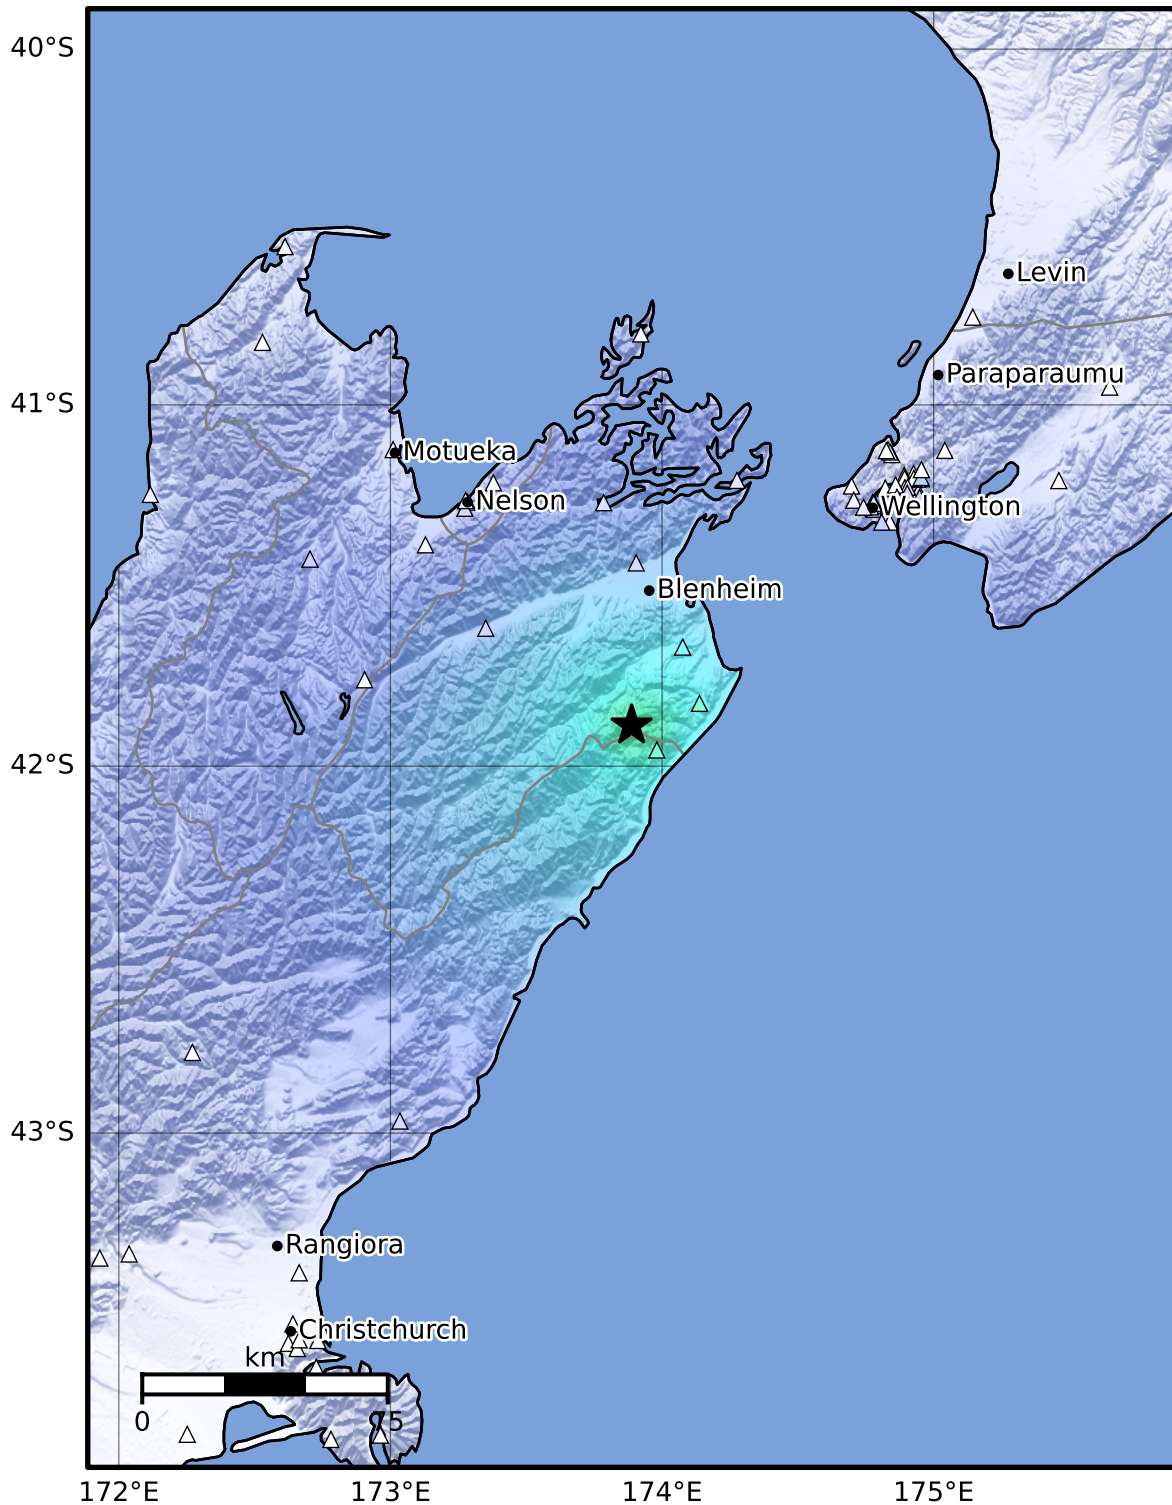 40°S
Levin
Paraparaumu
41°S
Motueka
Nelson
Wellington
Blenheim
42°S
43°S
Rangiora
Christchurch
km
0 75
172°E 173°E 174°E 175°E